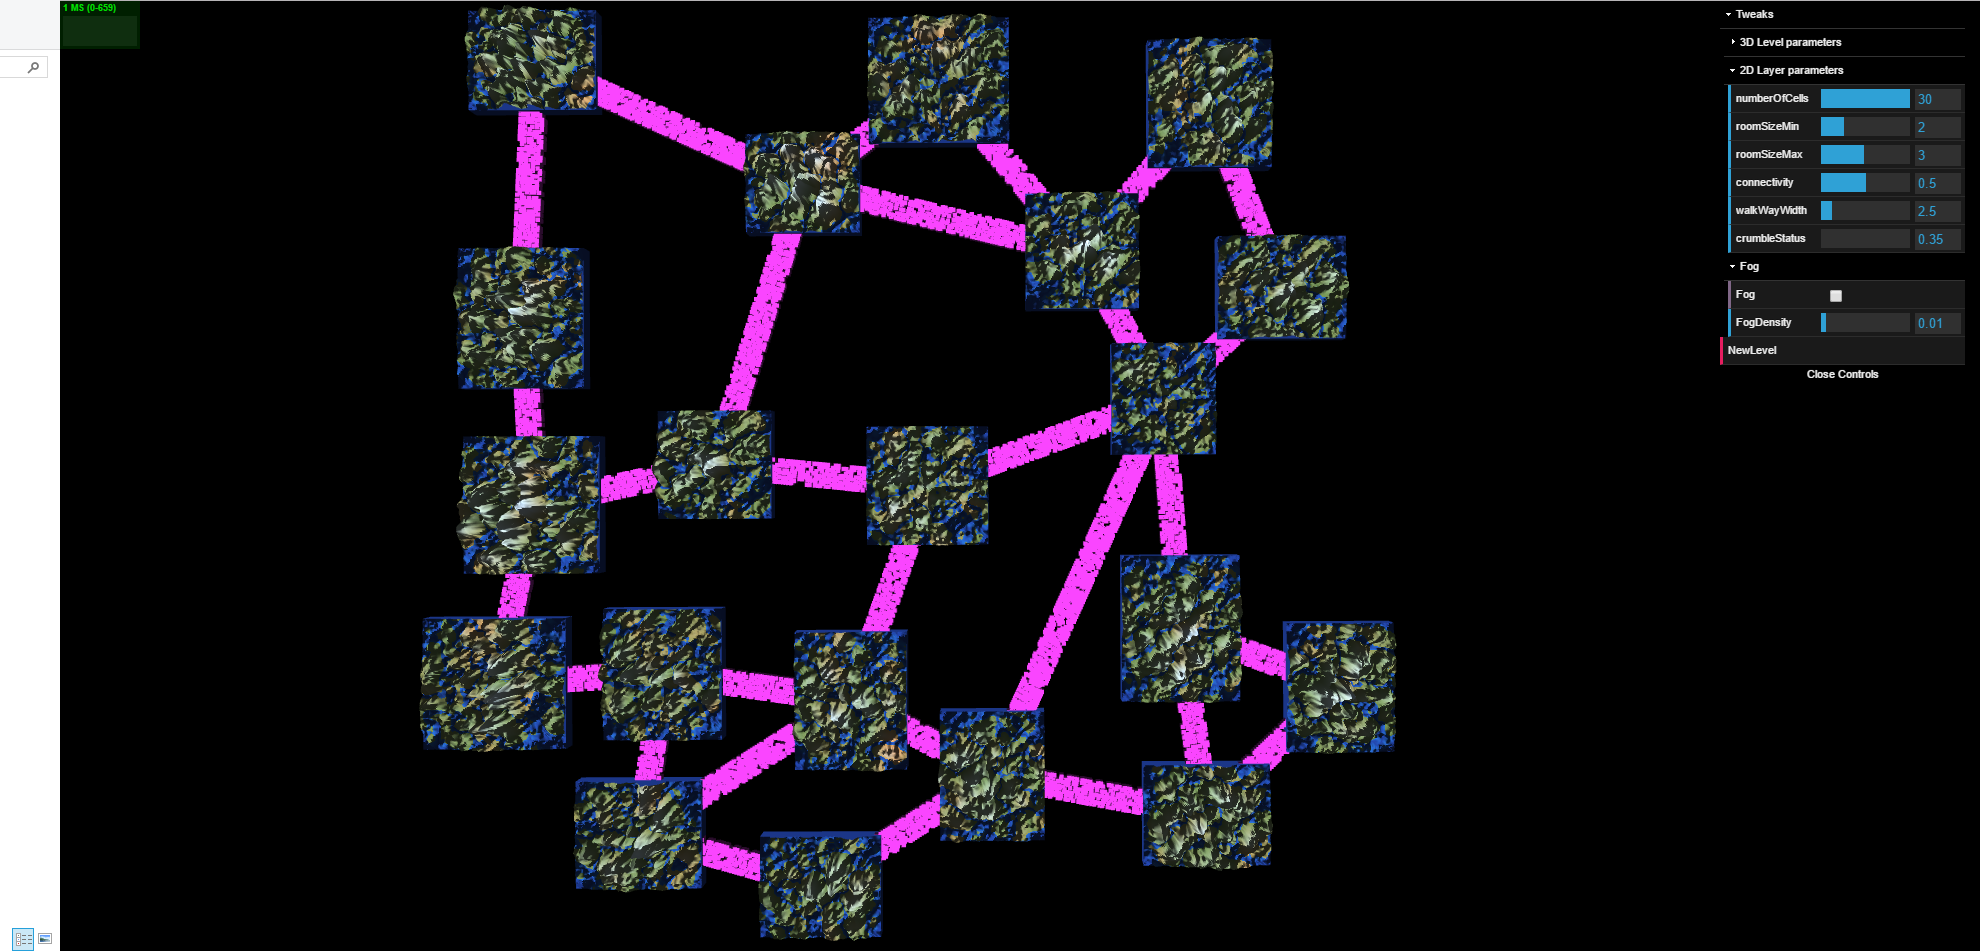 1 MS (0-659)
Tweaks
3D Level parameters
2D Layer parameters
numberOfCells 30
roomSizeMin 2
roomSizeMax 3
connectivity 0.5
walkWayWidth 2.5
crumbleStatus 0.35
Fog
Fog
FogDensity 0.01
NewLevel
Close Controls